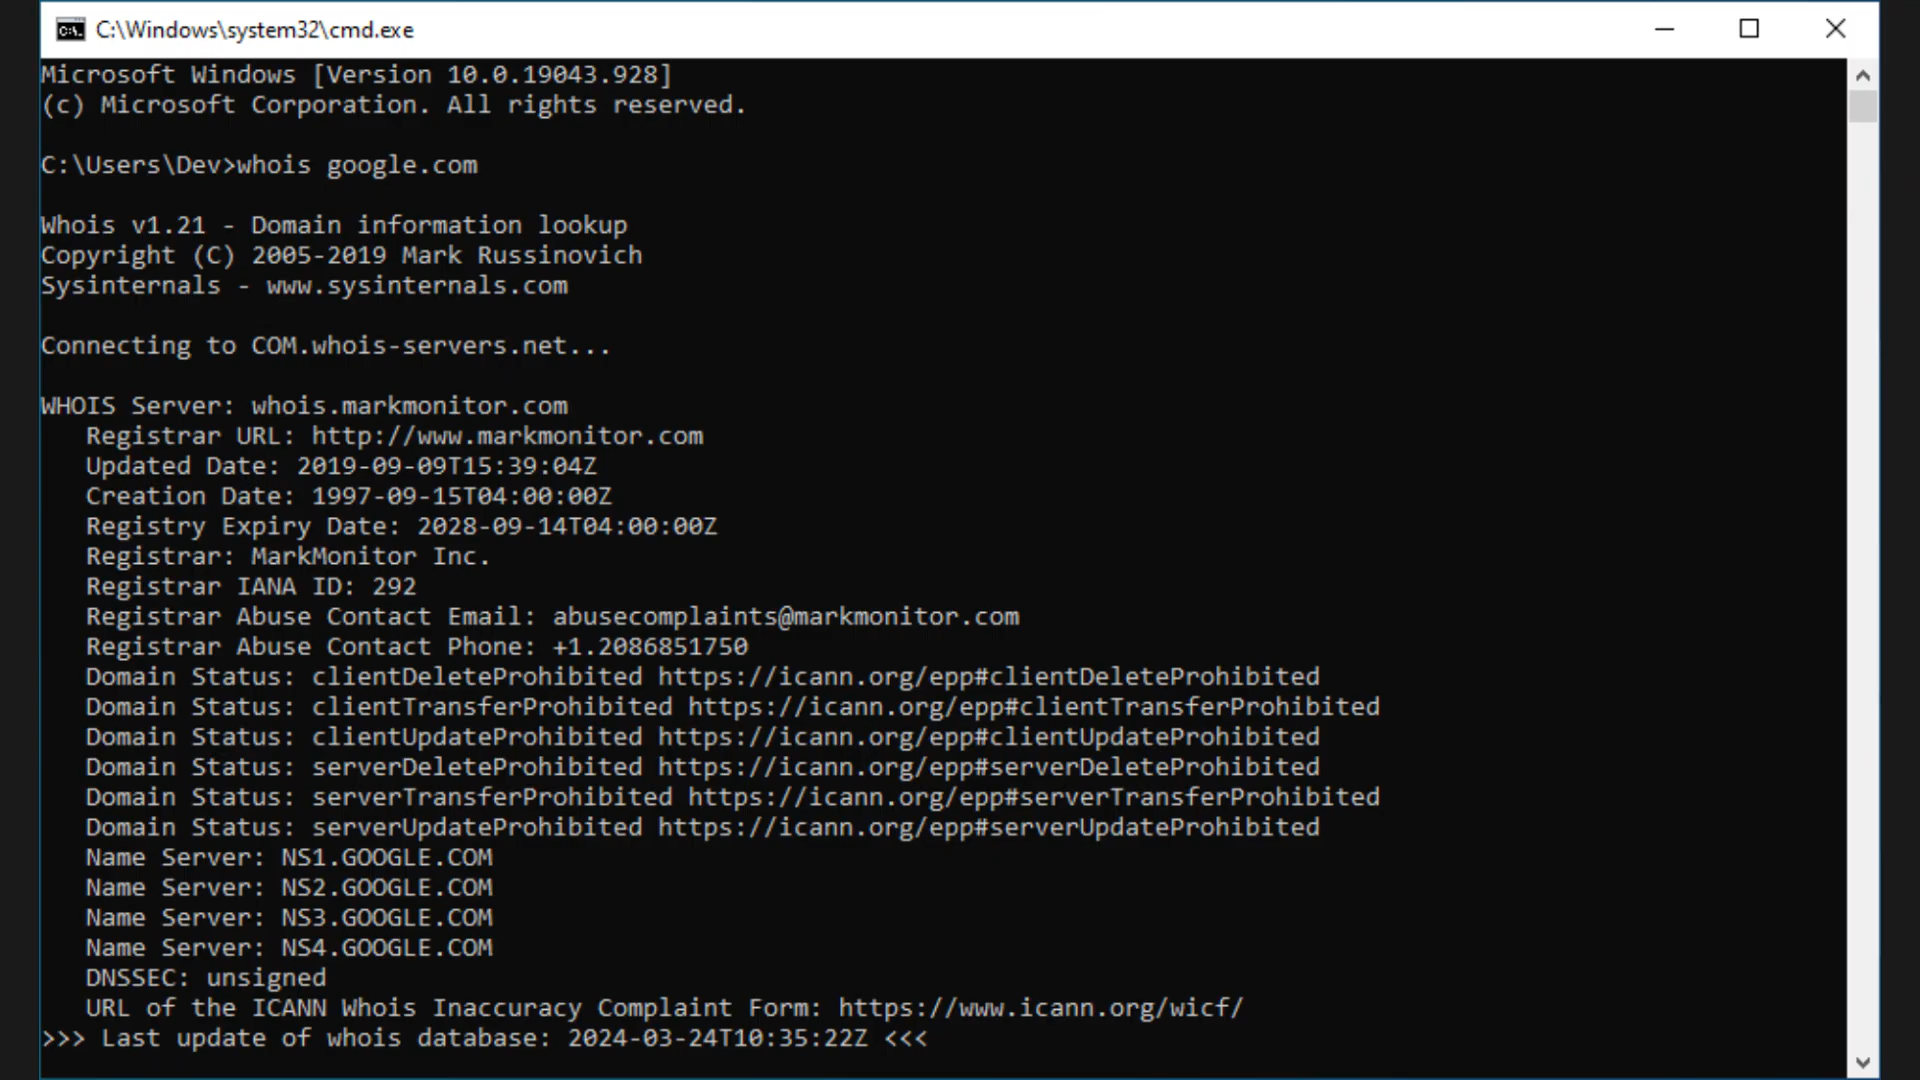 C:\Windows\system32\cmd.exe
Microsoft Windows [Version 10.0.19043.928]
(c) Microsoft Corporation. All rights reserved.
C:\Users\Dev>whois google.com
Whois v1.21 - Domain information lookup
Copyright (C) 2005-2019 Mark Russinovich
Sysinternals - www.sysinternals.com
Connecting to COM.whois-servers.net...
WHOIS Server: whois.markmonitor.com
Registrar URL: http://www.markmonitor.com
Updated Date: 2019-09-09T15:39:04Z
Creation Date: 1997-09-15T04:00:00Z
Registry Expiry Date: 2028-09-14T04:00:00Z
Registrar: MarkMonitor Inc.
Registrar IANA ID: 292
Registrar Abuse Contact Email: abusecomplaints@markmonitor.com
Registrar Abuse Contact Phone: +1.2086851750
Domain Status: clientDeleteProhibited https://icann.org/epp#clientDeleteProhibited
Domain Status: clientTransferProhibited https://icann.org/epp#clientTransferProhibited
Domain Status: clientUpdateProhibited https://icann.org/epp#clientUpdateProhibited
Domain Status: serverDeleteProhibited https://icann.org/epp#serverDeleteProhibited
Domain Status: serverTransferProhibited https://icann.org/epp#serverTransferProhibited
Domain Status: serverUpdateProhibited https://icann.org/epp#serverUpdateProhibited
Name Server: NS1.GOOGLE.COM
Name Server: NS2.GOOGLE.COM
Name Server: NS3.GOOGLE.COM
Name Server: NS4.GOOGLE.COM
DNSSEC: unsigned
URL of the ICANN Whois Inaccuracy Complaint Form: https://www.icann.org/wicf/
>>> Last update of whois database: 2024-03-24T10:35:22Z <<<